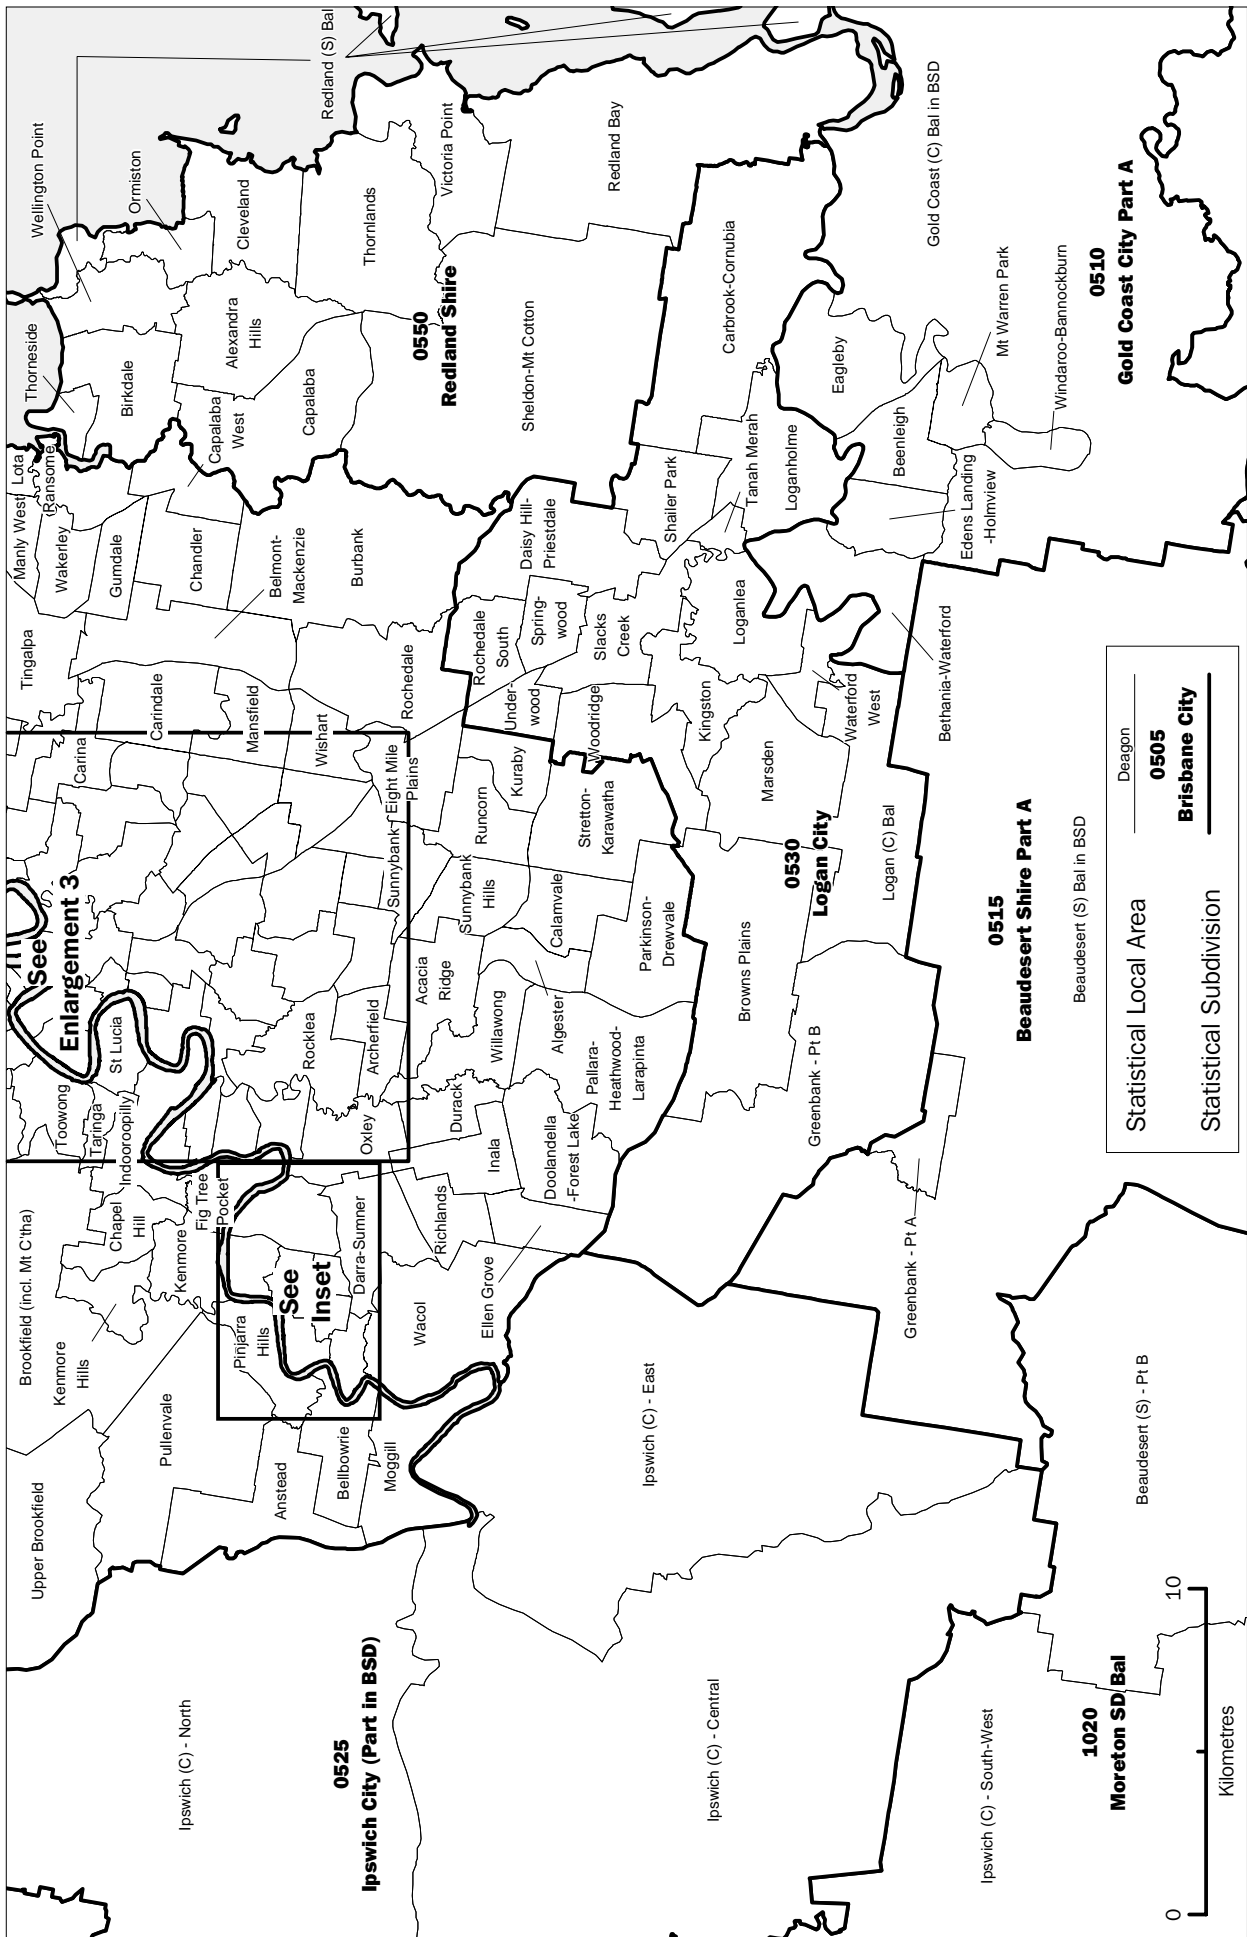 Upper Brookfield
Brookfield (incl. Mt C'tha)
Kenmore
Hills
Pullenvale
Chapel
Hill
Kenmore
Fig Tree
Pocket
Toowong
Taringa
Indooroopilly
St Lucia
See
Enlargement 3
Carina
Tingalpa
Manly West
Lota
Ransome
Wakerley
Gumdale
Chandler
Thorneside
Wellington Point
Birkdale
Ormiston
Redland (S) Bal
Cleveland
Alexandra
Hills
Capalaba
West
Capalaba
Thornlands
Victoria Point
Redland Bay
0550
Redland Shire
Sheldon-Mt Cotton
Carindale
Belmont-
Mackenzie
Mansfield
Burbank
Wishart
Rochedale
Eight Mile
Plains
Sunnybank
Rocklea
Archerfield
Oxley
Pinjarra
Hills
See
Inset
Darra-Sumner
Anstead
Bellbowrie
Moggill
Wacol
Richlands
Ellen Grove
Inala
Durack
Doolandella
-Forest Lake
Willawong
Acacia
Ridge
Sunnybank
Hills
Runcorn
Kuraby
Algester
Calamvale
Stretton-
Karawatha
Pallara-
Heathwood-
Larapinta
Parkinson-
Drewvale
Rochedale
South
Under-
wood
Spring-
wood
Daisy Hill-
Priestdale
Slacks
Creek
Woodridge
Shailer Park
Tanah Merah
Loganholme
Carbrook-Cornubia
Loganlea
Kingston
Marsden
Waterford
West
Browns Plains
0530
Logan City
Logan (C) Bal
Greenbank - Pt B
Greenbank - Pt A
Eagleby
Beenleigh
Edens Landing
-Holmview
Bethania-Waterford
Mt Warren Park
Windaroo-Bannockburn
Gold Coast (C) Bal in BSD
0510
Gold Coast City Part A
0515
Beaudesert Shire Part A
Beaudesert (S) Bal in BSD
Beaudesert (S) - Pt B
Ipswich (C) - North
0525
Ipswich City (Part in BSD)
Ipswich (C) - East
Ipswich (C) - Central
Ipswich (C) - South-West
1020
Moreton SD Bal
0
10
Kilometres
Statistical Local Area
Deagon
Statistical Subdivision
0505
Brisbane City